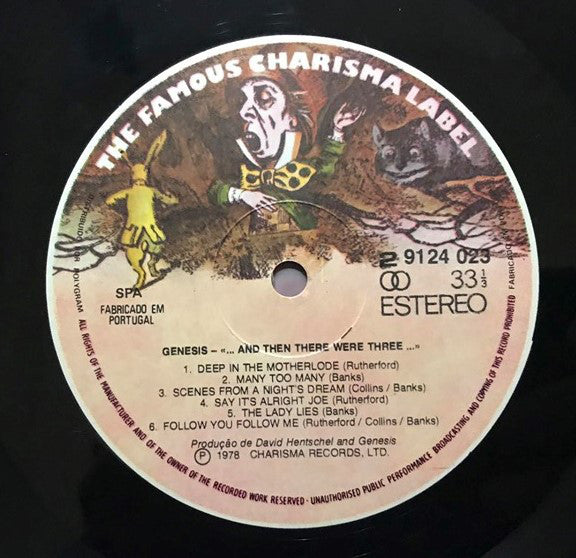 THE FAMOUS CHARISMA LABEL
2 9124 023
33 1/3
ESTEREO
SPA
FABRICADO EM
PORTUGAL
GENESIS – «... AND THEN THERE WERE THREE ...»
1. DEEP IN THE MOTHERLODE (Rutherford)
2. MANY TOO MANY (Banks)
3. SCENES FROM A NIGHT'S DREAM (Collins / Banks)
4. SAY IT'S ALRIGHT JOE (Rutherford)
5. THE LADY LIES (Banks)
6. FOLLOW YOU FOLLOW ME (Rutherford / Collins / Banks)
Produção de David Hentschel and Genesis
Ⓟ 1978 CHARISMA RECORDS, LTD.
POLYGRAM ALL RIGHTS OF THE MANUFACTURER AND OF THE OWNER OF THE RECORDED WORK RESERVED · UNAUTHORISED PUBLIC PERFORMANCE BROADCASTING AND COPYING OF THIS RECORD PROHIBITED